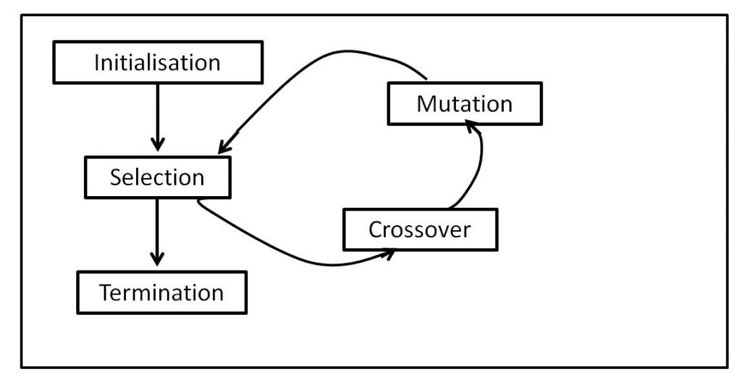 Initialisation
Mutation
Selection
Crossover
Termination